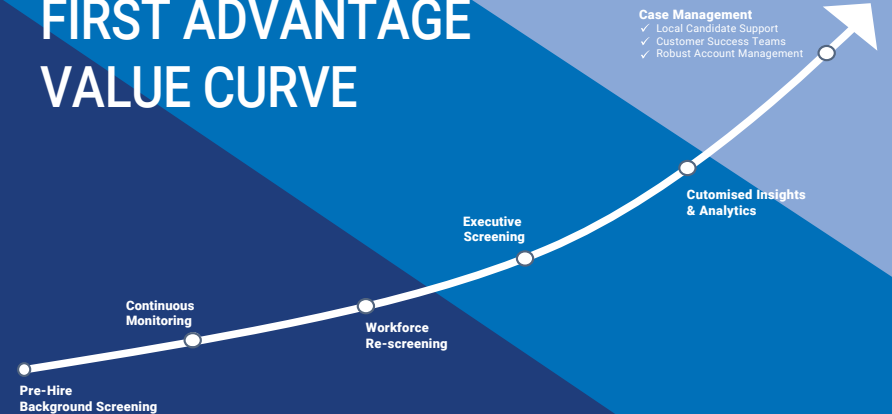 FIRST ADVANTAGE
VALUE CURVE
Case Management
✓ Local Candidate Support
✓ Customer Success Teams
✓ Robust Account Management
Cutomised Insights
& Analytics
Executive
Screening
Continuous
Monitoring
Workforce
Re-screening
Pre-Hire
Background Screening